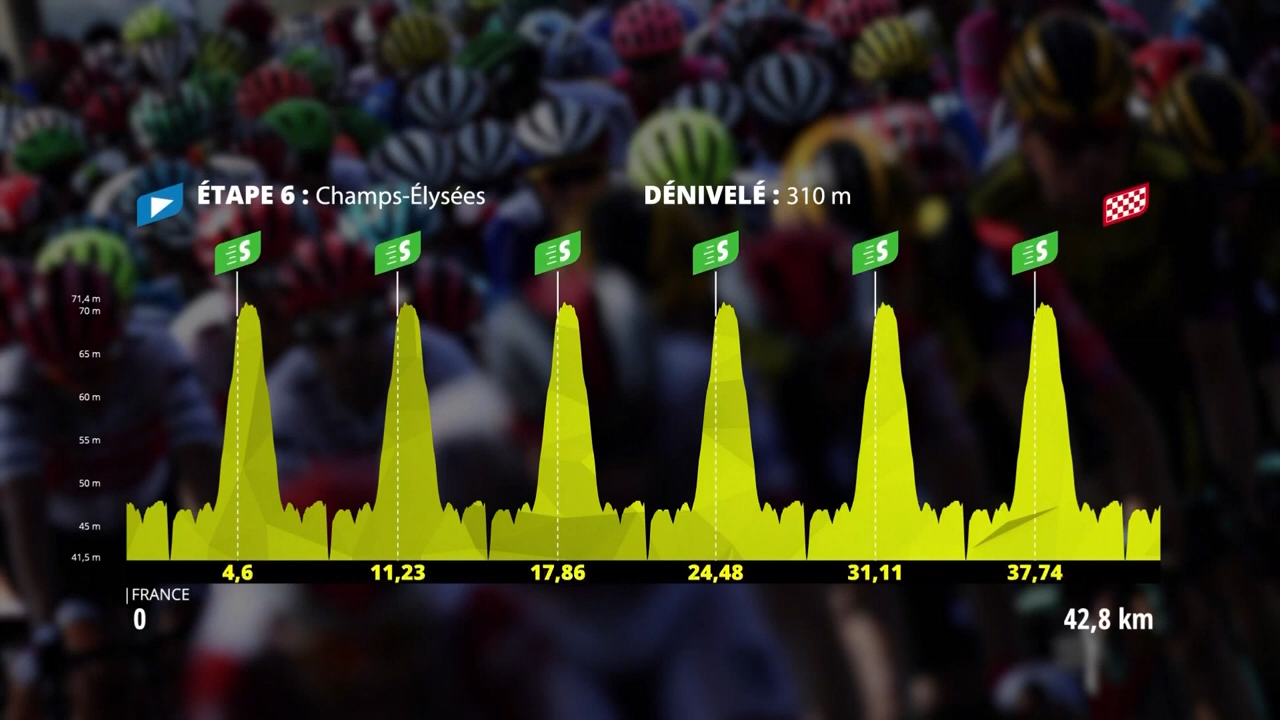 ÉTAPE 6 : Champs-Élysées
DÉNIVELÉ : 310 m
S S S S S S
71,4 m
70 m
65 m
60 m
55 m
50 m
45 m
41,5 m
4,6 11,23 17,86 24,48 31,11 37,74
|FRANCE
0 42,8 km